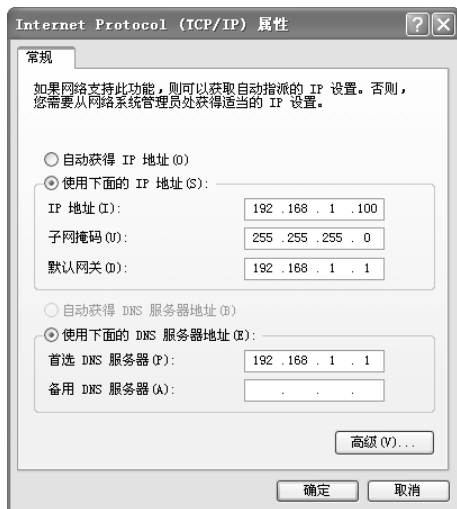 Internet Protocol (TCP/IP) 属性
常规
如果网络支持此功能，则可以获取自动指派的 IP 设置。否则，
您需要从网络系统管理员处获得适当的 IP 设置。
自动获得 IP 地址(O)
使用下面的 IP 地址(S):
IP 地址(I): 192 .168 . 1 .100
子网掩码(U): 255 .255 .255 . 0
默认网关(D): 192 .168 . 1 . 1
自动获得 DNS 服务器地址(B)
使用下面的 DNS 服务器地址(E):
首选 DNS 服务器(P): 192 .168 . 1 . 1
备用 DNS 服务器(A): . . .
高级(V)...
确定 取消